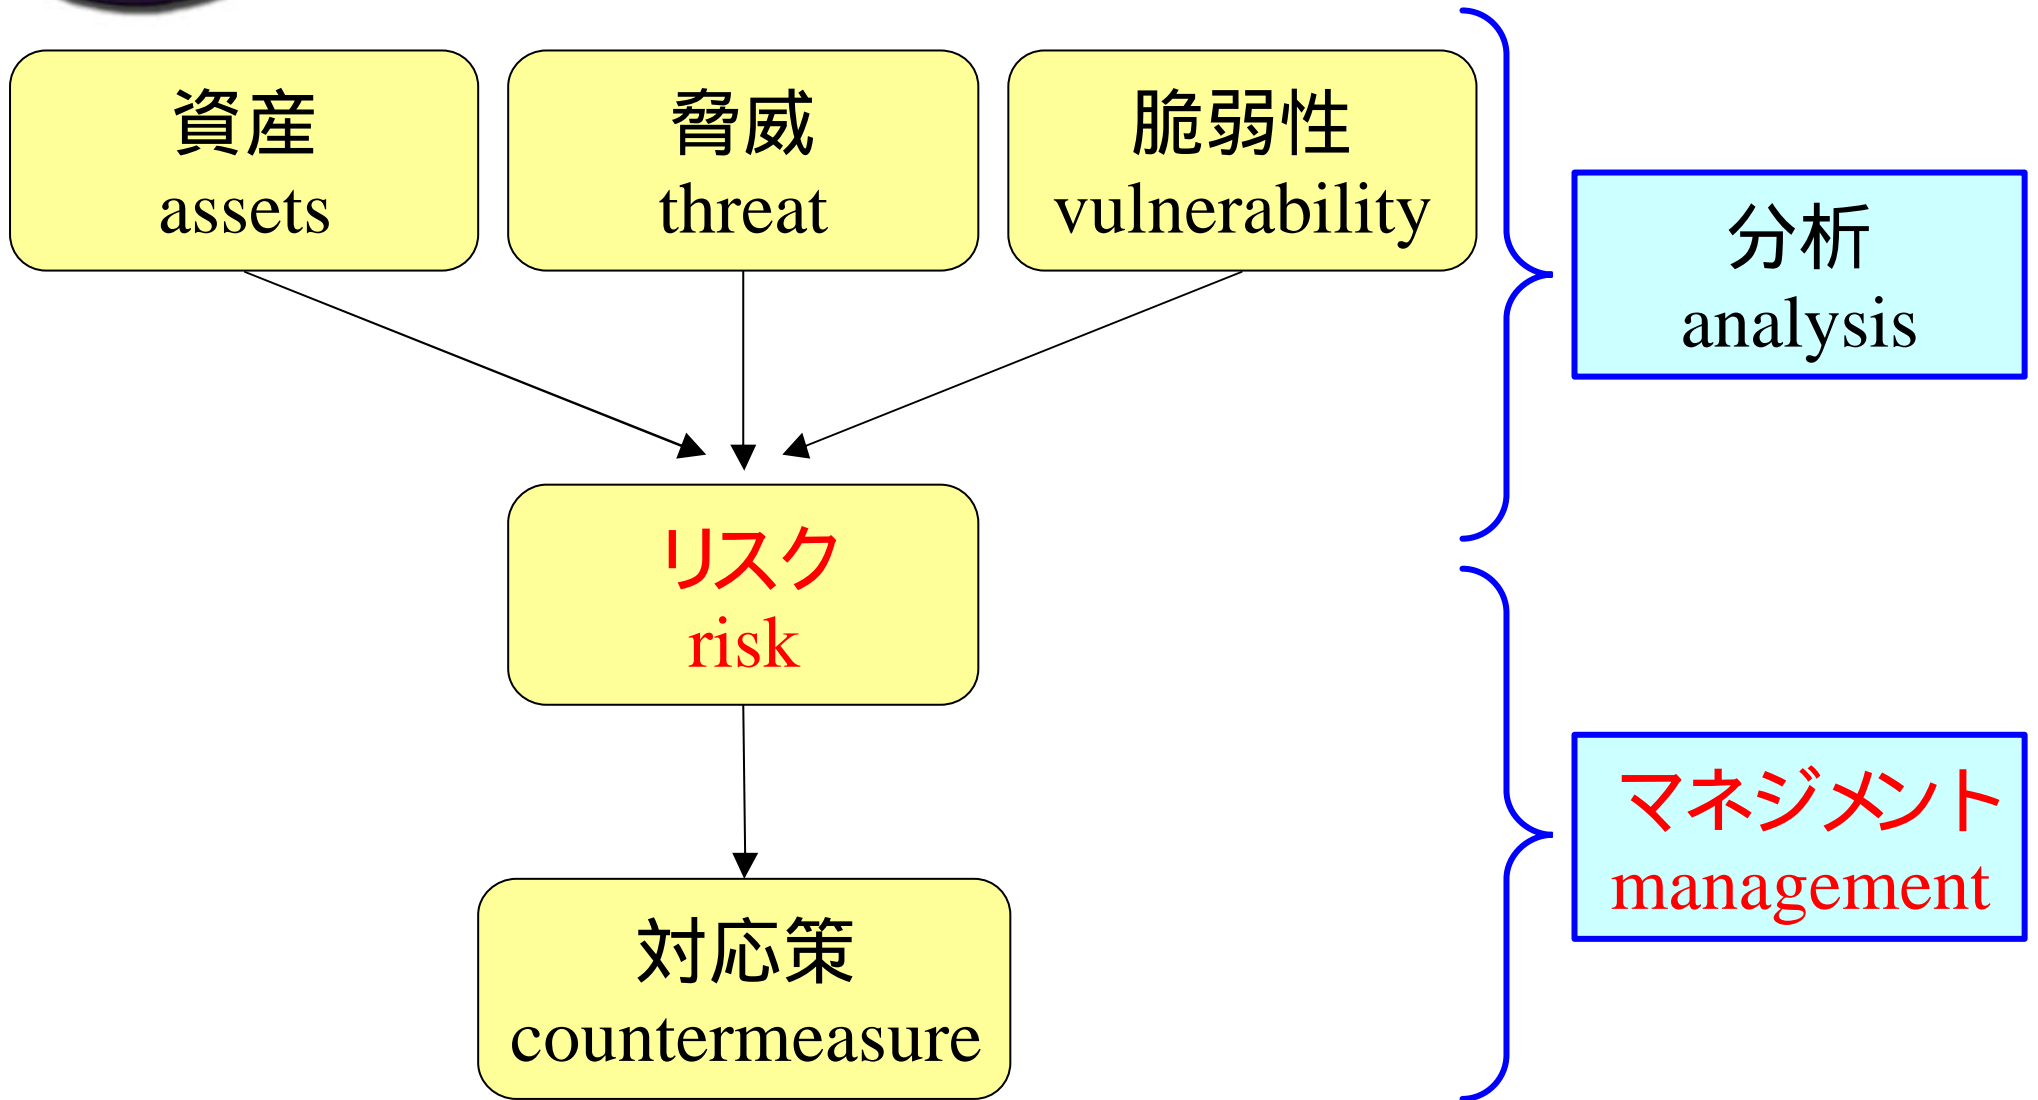 資産
assets
脅威
threat
脆弱性
vulnerability
分析
analysis
リスク
risk
マネジメント
management
対応策
countermeasure